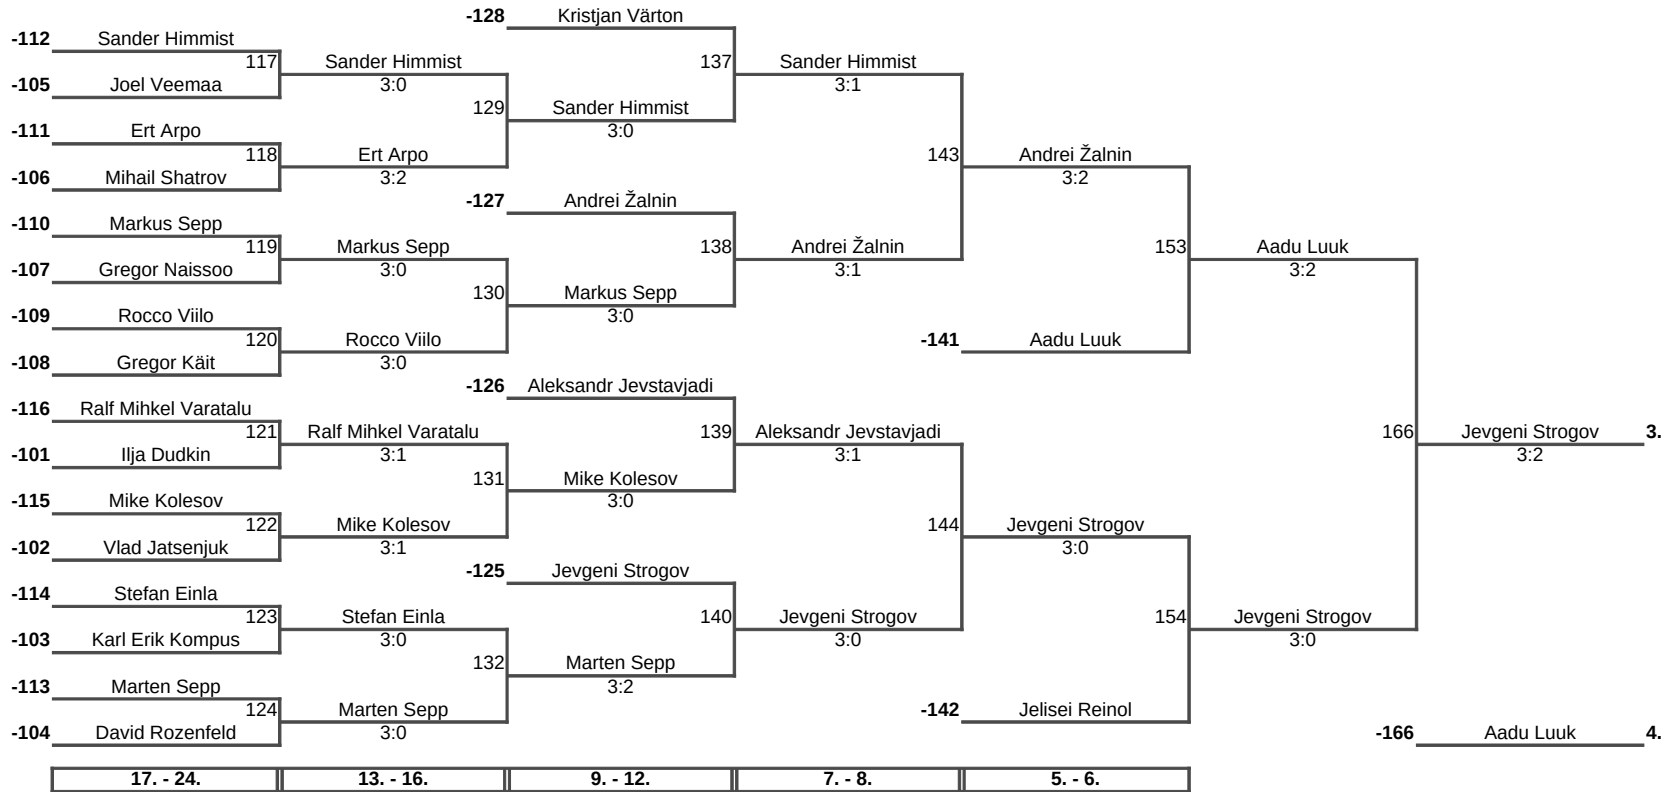 -128 Kristjan Värton
-112 Sander Himmist
117 Sander Himmist 137 Sander Himmist
-105 Joel Veemaa 3:0 3:1
129 Sander Himmist
-111 Ert Arpo 3:0
118 Ert Arpo 143 Andrei Žalnin
-106 Mihail Shatrov 3:2 3:2
-127 Andrei Žalnin
-110 Markus Sepp
119 Markus Sepp 138 Andrei Žalnin 153 Aadu Luuk
-107 Gregor Naissoo 3:0 3:1 3:2
130 Markus Sepp
-109 Rocco Viilo 3:0
120 Rocco Viilo -141 Aadu Luuk
-108 Gregor Käit 3:0
-126 Aleksandr Jevstavjadi
-116 Ralf Mihkel Varatalu
121 Ralf Mihkel Varatalu 139 Aleksandr Jevstavjadi 166 Jevgeni Strogov 3.
-101 Ilja Dudkin 3:1 3:1 3:2
131 Mike Kolesov
-115 Mike Kolesov 3:0
122 Mike Kolesov 144 Jevgeni Strogov
-102 Vlad Jatsenjuk 3:1 3:0
-125 Jevgeni Strogov
-114 Stefan Einla
123 Stefan Einla 140 Jevgeni Strogov 154 Jevgeni Strogov
-103 Karl Erik Kompus 3:0 3:0 3:0
132 Marten Sepp
-113 Marten Sepp 3:2
124 Marten Sepp -142 Jelisei Reinol
-104 David Rozenfeld 3:0 -166 Aadu Luuk 4.
17. - 24. 13. - 16. 9. - 12. 7. - 8. 5. - 6.